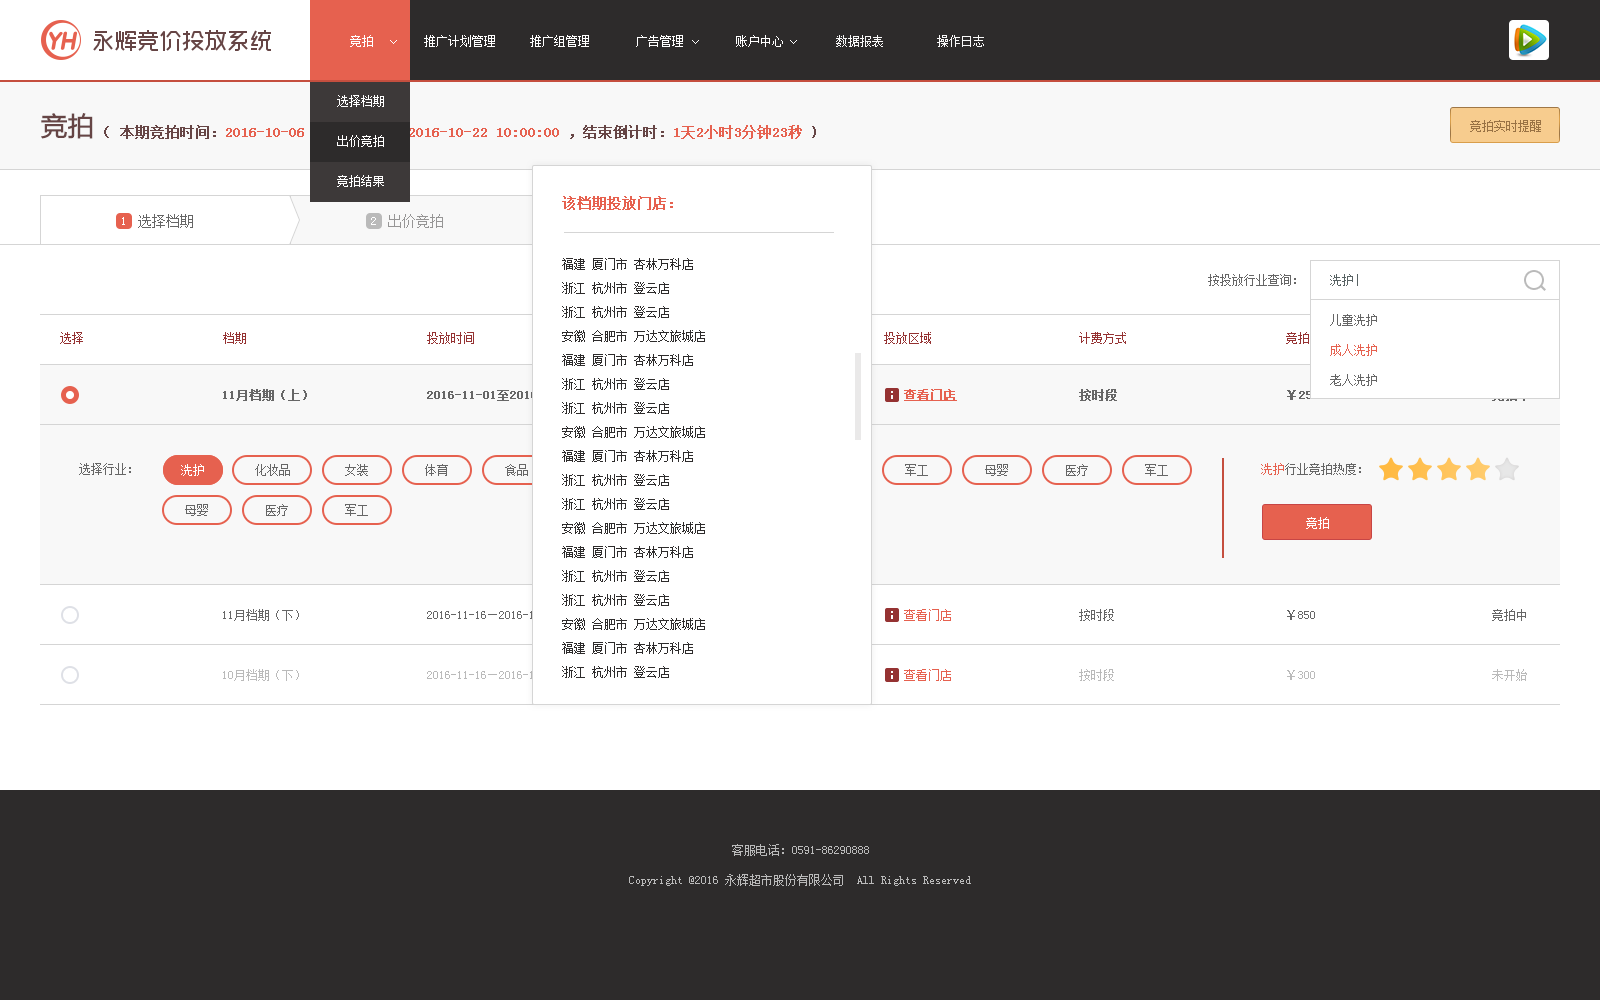 YH 永辉竞价投放系统 竞拍 推广计划管理 推广组管理 广告管理 账户中心 数据报表 操作日志
选择档期
出价竞拍
竞拍结果
竞拍 ( 本期竞拍时间：2016-10-06 2016-10-22 10:00:00 ，结束倒计时：1天2小时3分钟23秒 )
竞拍实时提醒
1 选择档期 2 出价竞拍
该档期投放门店：
福建 厦门市 杏林万科店
浙江 杭州市 登云店
浙江 杭州市 登云店
安徽 合肥市 万达文旅城店
福建 厦门市 杏林万科店
浙江 杭州市 登云店
浙江 杭州市 登云店
安徽 合肥市 万达文旅城店
福建 厦门市 杏林万科店
浙江 杭州市 登云店
浙江 杭州市 登云店
安徽 合肥市 万达文旅城店
福建 厦门市 杏林万科店
浙江 杭州市 登云店
浙江 杭州市 登云店
安徽 合肥市 万达文旅城店
福建 厦门市 杏林万科店
浙江 杭州市 登云店
按投放行业查询： 洗护
儿童洗护
成人洗护
老人洗护
选择 档期 投放时间 投放区域 计费方式 竞拍
11月档期（上） 2016-11-01至 查看门店 按时段
选择行业： 洗护 化妆品 女装 体育 食品 军工 母婴 医疗 军工
母婴 医疗 军工
洗护行业竞拍热度：
竞拍
11月档期（下） 2016-11-16—2016-1 查看门店 按时段 ¥850 竞拍中
10月档期（下） 2016-11-16—2016-1 查看门店 按时段 ¥300 未开始
客服电话：0591-86290888
Copyright @2016 永辉超市股份有限公司 All Rights Reserved